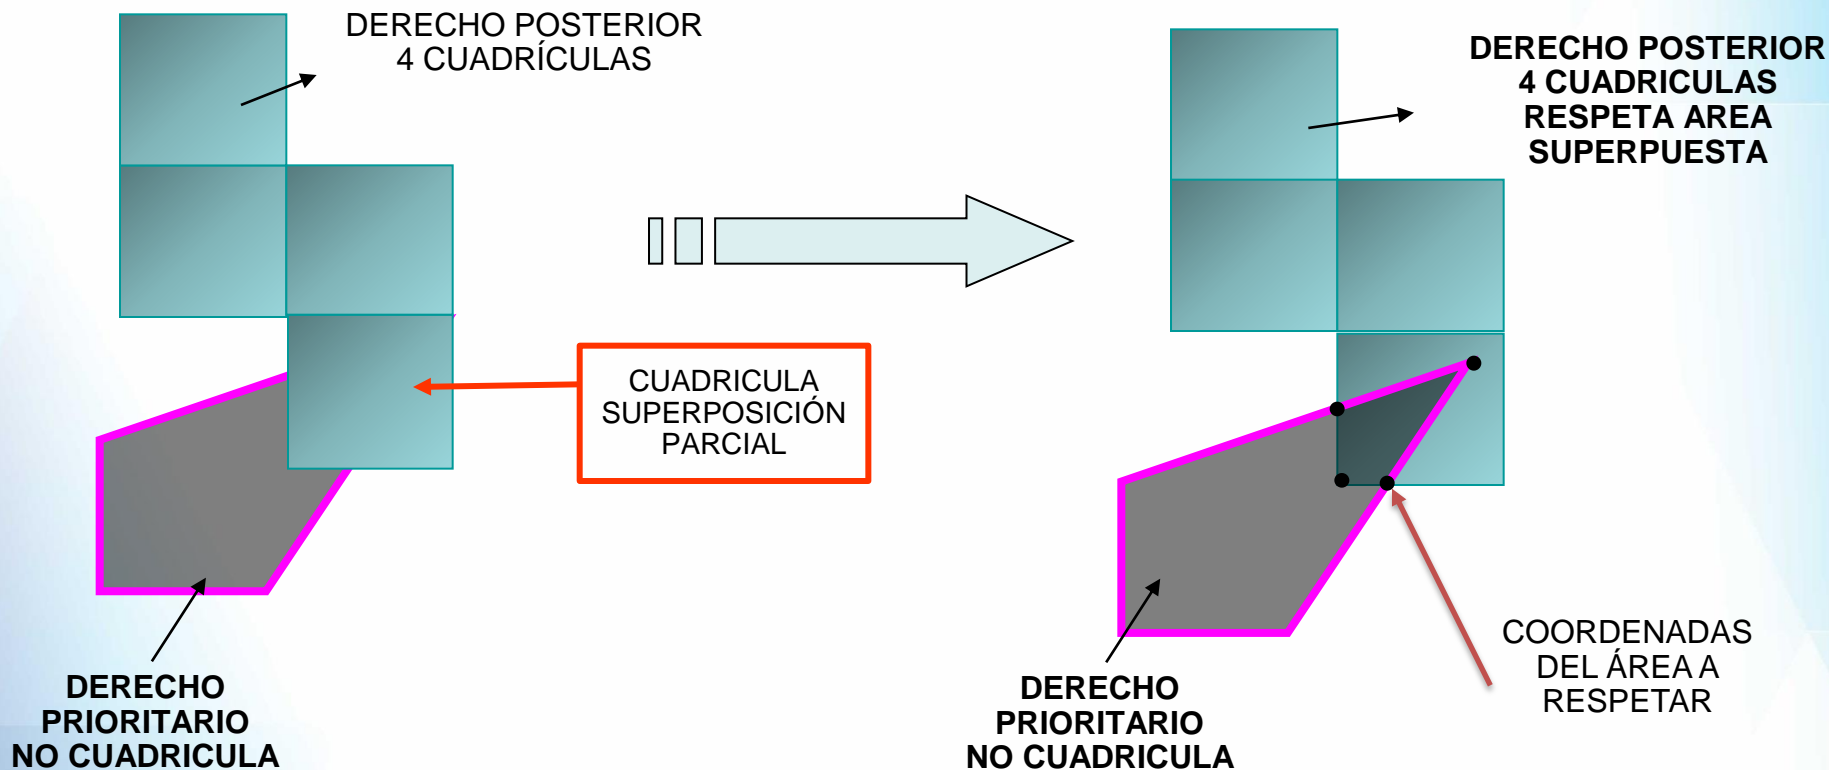 DERECHO POSTERIOR
4 CUADRÍCULAS
CUADRICULA
SUPERPOSICIÓN
PARCIAL
DERECHO
PRIORITARIO
NO CUADRICULA
DERECHO POSTERIOR
4 CUADRICULAS
RESPETA AREA
SUPERPUESTA
COORDENADAS
DEL ÁREA A
RESPETAR
DERECHO
PRIORITARIO
NO CUADRICULA